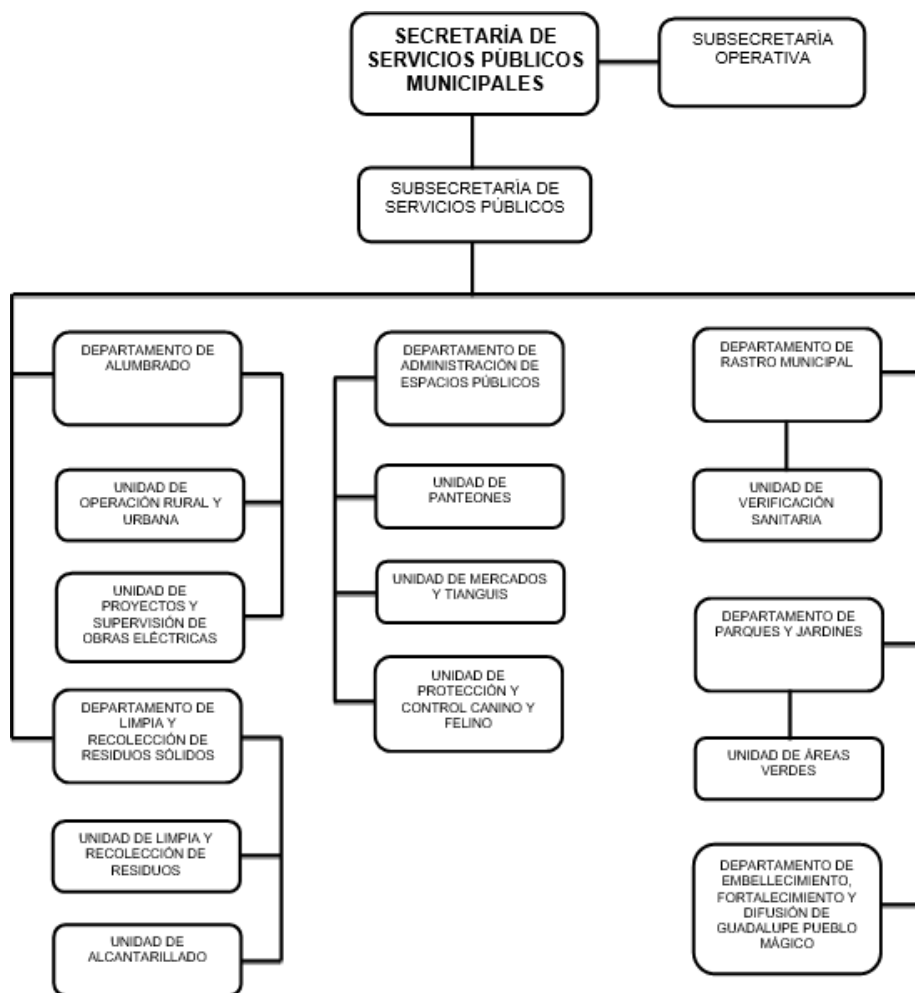 SECRETARÍA DE
SERVICIOS PÚBLICOS
MUNICIPALES
SUBSECRETARÍA
OPERATIVA
SUBSECRETARÍA DE
SERVICIOS PÚBLICOS
DEPARTAMENTO DE
ALUMBRADO
UNIDAD DE
OPERACIÓN RURAL Y
URBANA
UNIDAD DE
PROYECTOS Y
SUPERVISIÓN DE
OBRAS ELÉCTRICAS
DEPARTAMENTO DE
LIMPIA Y
RECOLECCIÓN DE
RESIDUOS SÓLIDOS
UNIDAD DE LIMPIA Y
RECOLECCIÓN DE
RESIDUOS
UNIDAD DE
ALCANTARILLADO
DEPARTAMENTO DE
ADMINISTRACIÓN DE
ESPACIOS PÚBLICOS
UNIDAD DE
PANTEONES
UNIDAD DE MERCADOS
Y TIANGUIS
UNIDAD DE
PROTECCIÓN Y
CONTROL CANINO Y
FELINO
DEPARTAMENTO DE
RASTRO MUNICIPAL
UNIDAD DE
VERIFICACIÓN
SANITARIA
DEPARTAMENTO DE
PARQUES Y JARDINES
UNIDAD DE ÁREAS
VERDES
DEPARTAMENTO DE
EMBELLECIMIENTO,
FORTALECIMIENTO Y
DIFUSIÓN DE
GUADALUPE PUEBLO
MÁGICO